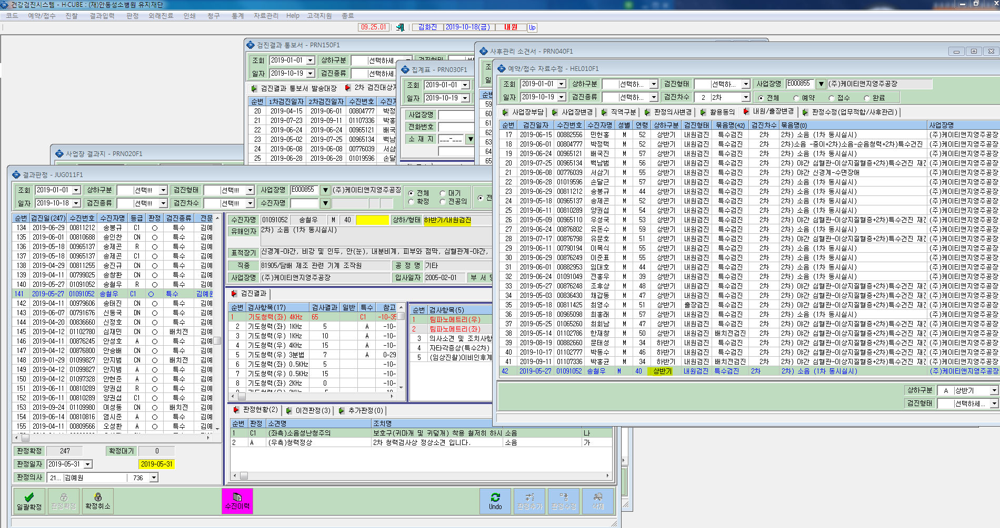 건강검진시스템 - H-CUBE : (재)안동성소병원 유지재단
코드 예약/접수 진찰 결과입력 판정 외래진료 인쇄 청구 통계 자료관리 Help 고객지원 종료
09.25.01 김화진 2019-10-18(금) 내원 Up
검진결과 통보서 - PRN150F1
조회 2019-01-01 상하구분 선택하세... 검진형태
일자 2019-10-19 검진종류 선택하세...
검진결과 통보서 발송대장 2차 검진대상자
순번 1차검진일자 2차검진일자 수진번호 수진자
20 2019-04-15 2019-06-01 00804777 박정
21 2019-07-23 2019-09-11 01107336 박홍
22 2019-06-24 2019-06-24 00965121 배국
23 2019-05-02 2019-07-25 00965134 백남
24 2019-06-08 2019-06-08 00776039 서삼
25 2019-06-28 2019-06-28 01019596 손달
집계표 - PRN030F1
조회 2019-01-01
일자 2019-10-19
사업장명
전화번호
소 재 지 ___-___
사후관리 소견서 - PRN040F1
조
일
순번
59
60
61
62
63
64
65
예약/접수 자료수정 - HEL010F1
조회 2019-01-01 상하구분 선택하... 검진형태 선택하... 사업장명 E000855 (주)케이티앤지영주공장
일자 2019-10-19 검진종류 선택하... 검진차수 2 2차 전체 예약 접수 완료
사업장부담 사업장변경 직역구분 판정의사변경 활용동의 내원/출장변경 판정수정(업무적합/사후관리)
순번 검진일자 수진번호 수진자명 성별 연령 상하구분 검진형태 묶음명(42) 검진차수 묶음명(0) 사업장명
17 2019-06-15 00882556 민헌홍 M 52 상반기 내원검진 특수검진 2차 2차) 소음 (1차 동시실시) (주)케이티앤지영주공장
18 2019-06-01 00804777 박정택 M 52 상반기 내원검진 특수검진 2차 2차)소음 -중이+2차)소음-순음청력+2차)특수건진 (주)케이티앤지영주공장
19 2019-06-24 00965121 배국진 M 57 상반기 내원검진 특수검진 2차 2차) 소음 (1차 동시실시) (주)케이티앤지영주공장
20 2019-07-25 00965134 백남범 M 56 상반기 내원검진 특수검진 2차 2차) 야간 심혈관-이상지질혈증+2차)특수건진 재진 (주)케이티앤지영주공장
21 2019-06-08 00776039 서삼기 M 55 상반기 내원검진 특수검진 2차 2차) 야간 신경계-수면장애 (주)케이티앤지영주공장
22 2019-06-28 01019596 손달근 M 57 상반기 내원검진 특수검진 2차 2차) 소음 (1차 동시실시) (주)케이티앤지영주공장
23 2019-06-29 00811212 송봉규 M 44 상반기 내원검진 특수검진 2차 2차) 소음 (1차 동시실시) (주)케이티앤지영주공장
24 2019-05-18 00965137 송제곤 M 52 상반기 내원검진 특수검진 2차 2차) 소음 (1차 동시실시) (주)케이티앤지영주공장
25 2019-06-11 00810289 양권섭 M 54 상반기 내원검진 특수검진 2차 2차) 소음 (1차 동시실시) (주)케이티앤지영주공장
26 2019-05-09 00965110 우성국 M 53 상반기 내원검진 특수검진 2차 2차) 야간 심혈관-이상지질혈증+2차)특수건진 재진 (주)케이티앤지영주공장
27 2019-06-24 00876802 유돈수 M 59 상반기 내원검진 특수검진 2차 2차) 소음 (1차 동시실시) (주)케이티앤지영주공장
28 2019-07-17 00876798 유문호 M 51 상반기 내원검진 특수검진 2차 2차) 야간 심혈관-이상지질혈증+2차)특수건진 재진 (주)케이티앤지영주공장
29 2019-06-11 00790194 이목식 M 55 상반기 내원검진 특수검진 2차 2차) 소음 (1차 동시실시) (주)케이티앤지영주공장
30 2019-06-29 00876249 이준표 M 55 상반기 내원검진 특수검진 2차 2차) 소음 (1차 동시실시) (주)케이티앤지영주공장
31 2019-06-01 00882953 임대호 M 44 상반기 내원검진 특수검진 2차 2차) 소음 (1차 동시실시) (주)케이티앤지영주공장
32 2019-06-24 01091049 전홍우 M 39 상반기 내원검진 특수검진 2차 2차) 소음 (1차 동시실시) (주)케이티앤지영주공장
33 2019-05-27 00876248 조후상 M 48 상반기 내원검진 특수검진 2차 2차) 야간 심혈관-이상지질혈증+2차)특수건진 재진 (주)케이티앤지영주공장
34 2019-05-03 00836430 채갑동 M 47 상반기 내원검진 특수검진 2차 2차) 야간 심혈관-이상지질혈증+2차)특수건진 재진 (주)케이티앤지영주공장
35 2019-05-18 00811425 최영수 M 51 상반기 출장검진 특수검진 2차 2차) 소음 (1차 동시실시) (주)케이티앤지영주공장
36 2019-05-18 00965098 최홍래 M 57 상반기 내원검진 특수검진 2차 2차) 소음 (1차 동시실시) (주)케이티앤지영주공장
37 2019-05-25 01065260 최회남 M 47 상반기 내원검진 특수검진 2차 2차) 야간 심혈관-이상지질혈증+2차)특수건진 재진 (주)케이티앤지영주공장
38 2019-05-14 01102786 한재창 M 50 상반기 내원검진 배치전검진 2차 2차) 야간 심혈관-이상지질혈증+2차)특수건진 재진 (주)케이티앤지영주공장
39 2019-08-19 00882660 문태성 M 34 하반기 내원검진 특수검진 2차 2차) 야간 심혈관-이상지질혈증+2차)특수건진 재진 (주)케이티앤지영주공장
40 2019-10-17 01102777 박동수 M 46 하반기 내원검진 특수검진 2차 2차) 야간 심혈관-이상지질혈증+2차)특수건진 재진 (주)케이티앤지영주공장
41 2019-09-11 01107336 박홍균 M 34 하반기 내원검진 배치전검진 2차 2차) 야간 심혈관-이상지질혈증+2차)특수건진 재진 (주)케이티앤지영주공장
42 2019-05-27 01091052 송철우 M 40 상반기 내원검진 특수검진 2차 2차) 소음 (1차 동시실시) (주)케이티앤지영주공장
상하구분 A 상반기
검진형태 선택하세...
사업장 결과지 - PRN020F1
결과판정 - JUG011F1
조회 2019-01-01 상하구분 선택!!! 검진형태 선택!!! 사업장명 E000855 (주)케이티앤지영주공장 전체 대기
일자 2019-10-18 검진종류 선택!!! 검진차수 선택!!! 수진자명 확정 전공의 전
순번 검진일(247) 수진번호 수진자명 등급 판정 검진종류 전문
134 2019-06-29 00811212 송봉규 C1 ○ 특수 김예
135 2019-06-01 00810688 송인찬 CN ○ 특수 김예
136 2019-05-18 00965137 송제곤 R ○ 특수 김예
137 2019-05-18 00965137 송제곤 C1 ○ 특수 김예
138 2019-04-29 00811255 송진규 CN ○ 특수 김예
139 2019-04-11 00799025 송창환 CN ○ 특수 김예
140 2019-05-27 01091052 송철우 R ○ 특수 김예
141 2019-05-27 01091052 송철우 C1 ○ 특수 김예원
142 2019-04-11 00979606 송태진 CN ○ 특수 김예
143 2019-06-07 00791676 신동국 DN ○ 특수 김예
144 2019-04-20 00836660 신정호 CN ○ 특수 김예
145 2019-04-12 01102780 심재민 CN ○ 배치전 김예
146 2019-04-11 00876245 안성호 A ○ 특수 김예
147 2019-04-12 00876800 안승배 CN ○ 특수 김예
148 2019-01-29 01099827 안지범 CN ○ 배치전 김예
149 2019-04-12 01099827 안지범 A ○ 특수 김예
150 2019-04-12 01097328 안현준 A ○ 특수 김예
151 2019-06-11 00810289 양권섭 R ○ 특수 김예
152 2019-06-11 00810289 양권섭 C1 ○ 특수 김예
153 2019-09-24 01109980 여성동 CN ○ 배치전 김예
154 2019-06-14 00810816 염시준 A ○ 특수 김예
155 2019-04-11 00809566 오성환 A ○ 특수 김예
판정확정 247 확정대기 0
판정일자 2019-05-31 2019-05-31
판정의사 21... 김예원 736
수진자명 01091052 송철우 M 40 상하/형태 하반기/내원검진
유해인자 2차) 소음 (1차 동시실시)
표적장기 신경계-야간, 비강 및 인두, 안(눈), 내분비계, 피부와 점막, 심혈관계-야간,
직종 81905/담배 제조 관련 기계 조작원 공 정 명 기타
사업장명 (주)케이티앤지영주공장 입사일자 2005-02-01 부 서 명
검진결과
순번 검사항목(17) 검사결과 일반 특수 참고
1 기도청력(좌) 4KHz 65 C1 -10~35
2 기도청력(좌) 1KHz 5 A -10~
3 기도청력(우) 1KHz 10 A -10~
4 기도청력(우) 4KHz 15 A -10~
5 기도청력(우) 3분법 7 A 0~29
6 기도청력(좌) 0.5KHz 5 -10~
7 기도청력(우) 0.5KHz 15 -10~
8 기도청력(좌) 2KHz 0 -10~
순번 검사항목(5)
1 팀파노메트리(우)
2 팀파노메트리(좌)
3 의사소견 및 조치사항
4 자타각증상(특수2차)
5 (임상진찰)이비인후계
판정현황(2) 이전판정(3) 추가판정(0)
순번 판정 소견명 조치명
1 C1 (좌측)소음성난청주의 보호구(귀마개 및 귀덮개) 착용 철저히 하시 소음 나
2 A (우측)청력정상 2차 청력검사상 정상소견 입니다. 소음 가
일괄확정 판정확정 확정취소 수진이력 Undo 판정추가 판정수정 삭제